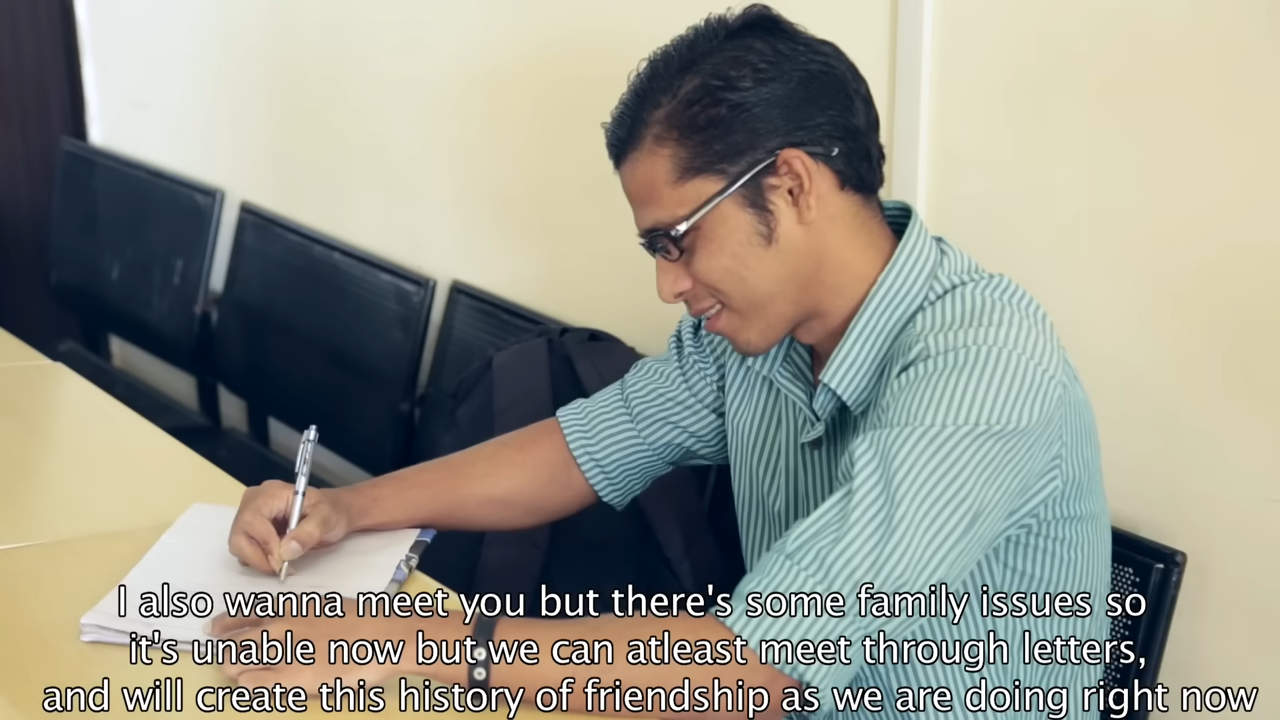 I also wanna meet you but there's some family issues so
it's unable now but we can atleast meet through letters,
and will create this history of friendship as we are doing right now